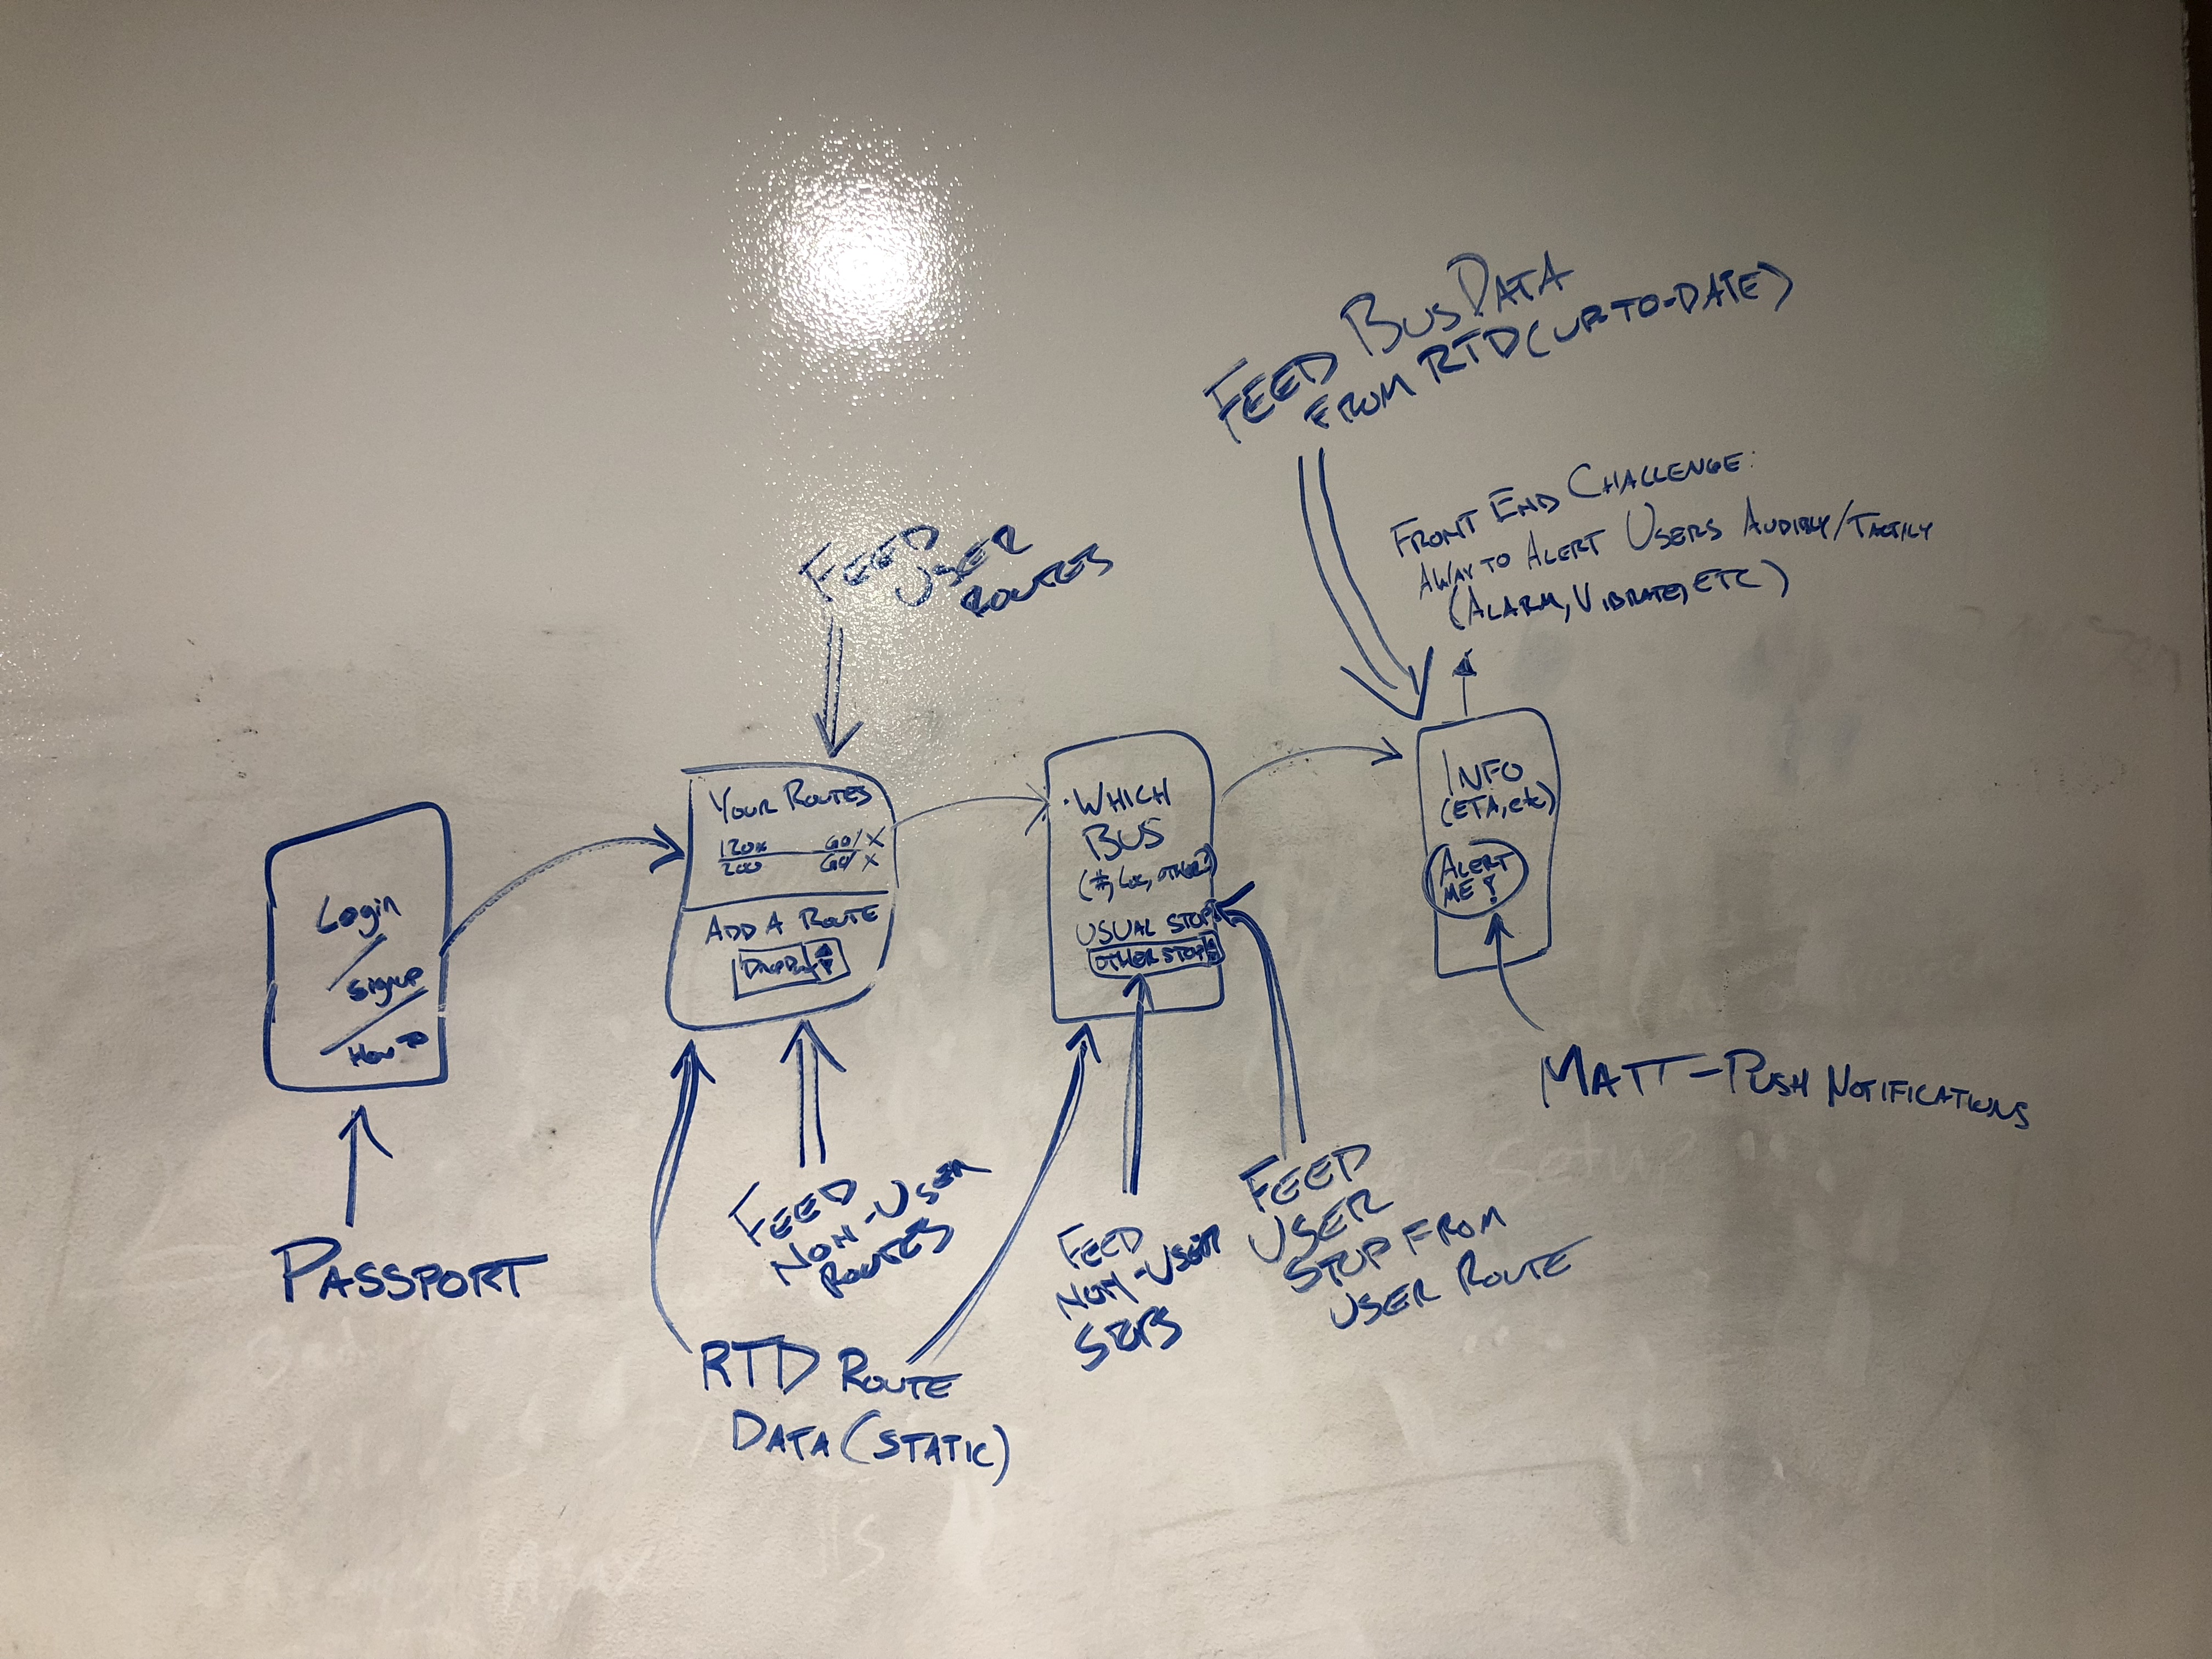 FEED BUS DATA
FROM RTD (UP-TO-DATE)
FRONT END CHALLENGE:
A WAY TO ALERT USERS AUDIBLY/TACTILY
(ALARM, VIBRATE, ETC)
FEED
USER
ROUTES
Login
/
Signup
/
How To
PASSPORT
YOUR ROUTES
120x GO/X
200 GO/X
ADD A ROUTE
FEED
NON-USER
ROUTES
RTD ROUTE
DATA (STATIC)
• WHICH
BUS
(#, Loc, OTHER?)
USUAL STOP
OTHER STOPS
FEED
NON-USER
STOPS
FEED
USER
STOP FROM
USER ROUTE
INFO
(ETA, etc)
ALERT
ME!
MATT - PUSH NOTIFICATIONS